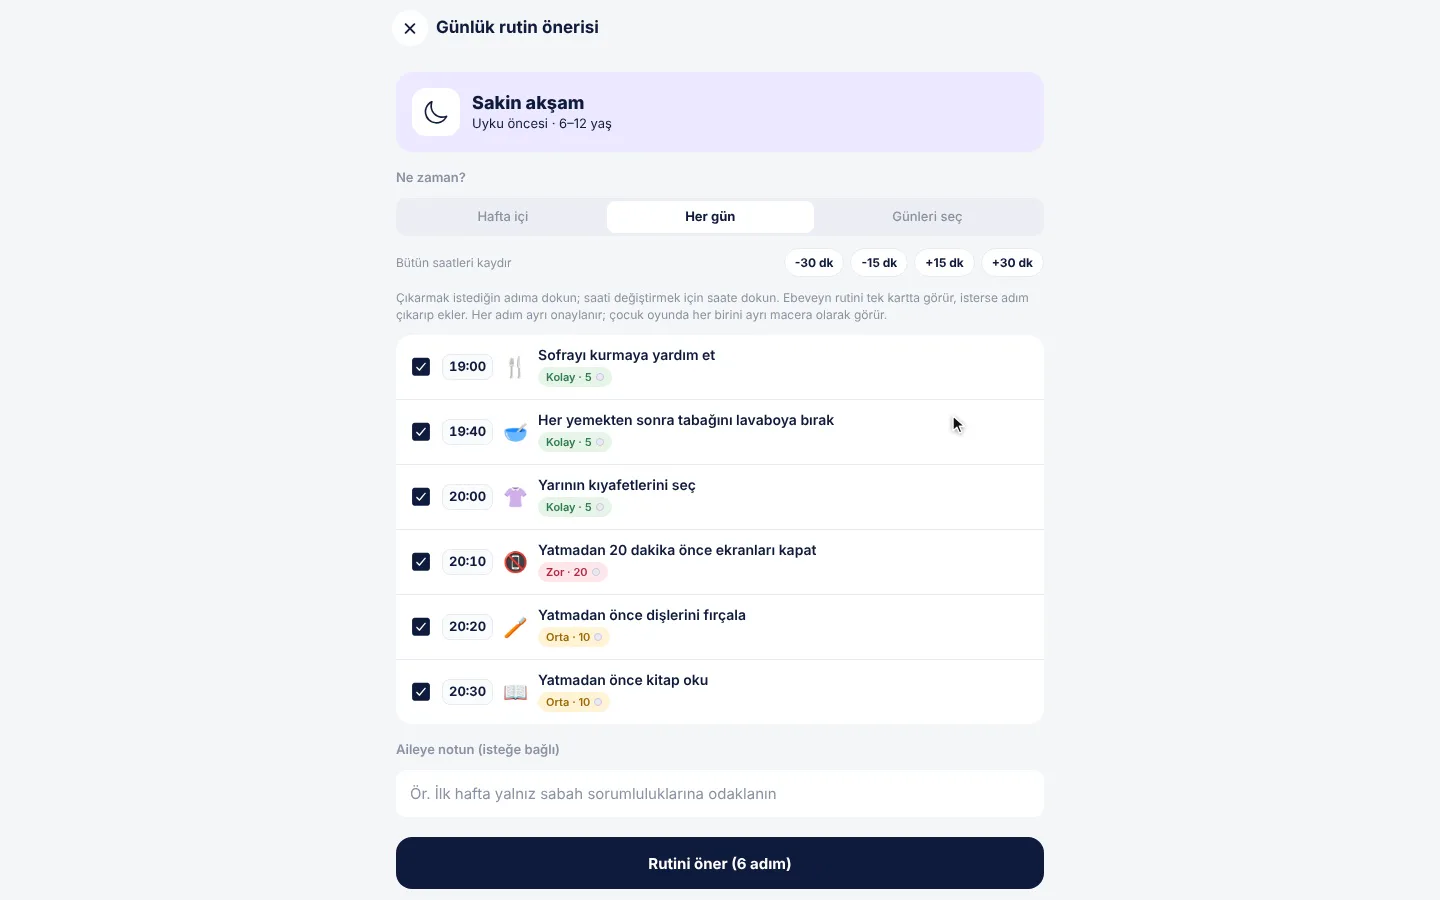 Günlük rutin önerisi
Sakin akşam
Uyku öncesi · 6–12 yaş
Ne zaman?
Hafta içi
Her gün
Günleri seç
Bütün saatleri kaydır
-30 dk
-15 dk
+15 dk
+30 dk
Çıkarmak istediğin adıma dokun; saati değiştirmek için saate dokun. Ebeveyn rutini tek kartta görür, isterse adım
çıkarıp ekler. Her adım ayrı onaylanır; çocuk oyunda her birini ayrı macera olarak görür.
19:00
Sofrayı kurmaya yardım et
Kolay · 5
19:40
Her yemekten sonra tabağını lavaboya bırak
Kolay · 5
20:00
Yarının kıyafetlerini seç
Kolay · 5
20:10
Yatmadan 20 dakika önce ekranları kapat
Zor · 20
20:20
Yatmadan önce dişlerini fırçala
Orta · 10
20:30
Yatmadan önce kitap oku
Orta · 10
Aileye notun (isteğe bağlı)
Ör. İlk hafta yalnız sabah sorumluluklarına odaklanın
Rutini öner (6 adım)